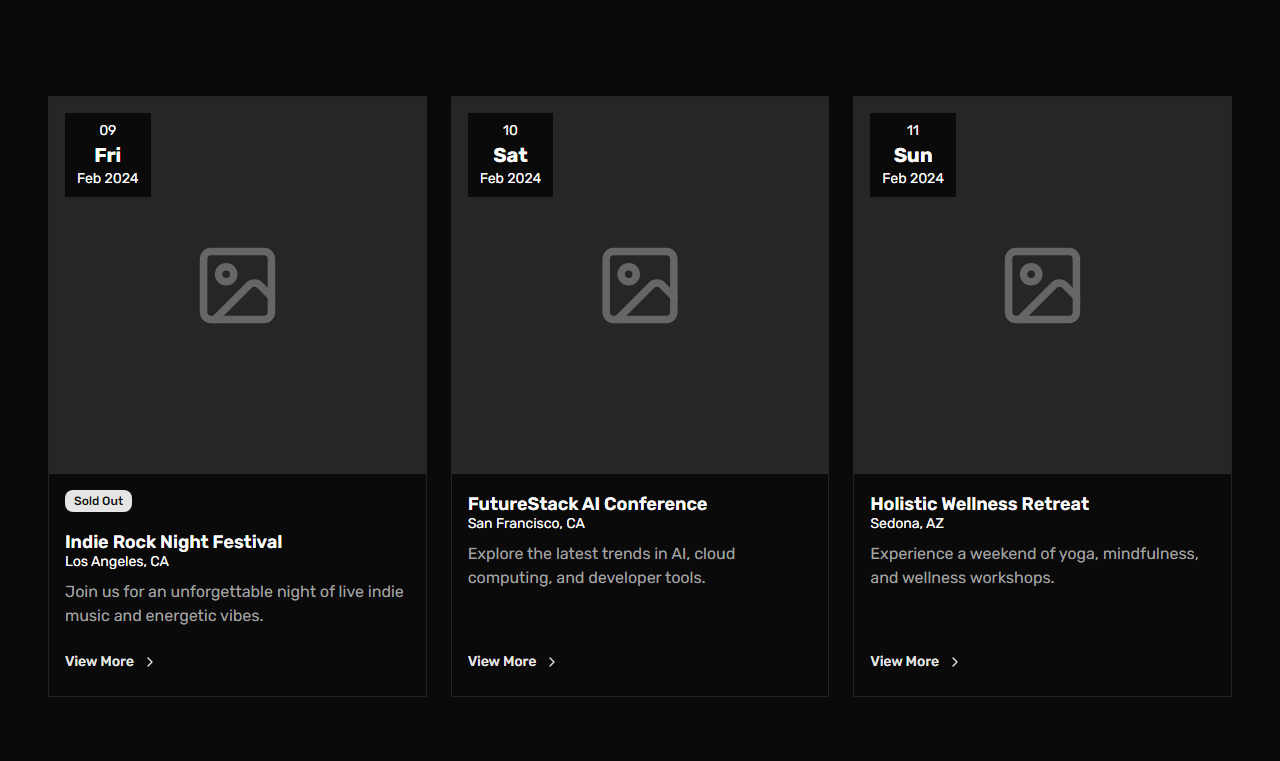 09
Fri
Feb 2024
Sold Out
Indie Rock Night Festival
Los Angeles, CA
Join us for an unforgettable night of live indie
music and energetic vibes.
View More
10
Sat
Feb 2024
FutureStack AI Conference
San Francisco, CA
Explore the latest trends in AI, cloud
computing, and developer tools.
View More
11
Sun
Feb 2024
Holistic Wellness Retreat
Sedona, AZ
Experience a weekend of yoga, mindfulness,
and wellness workshops.
View More